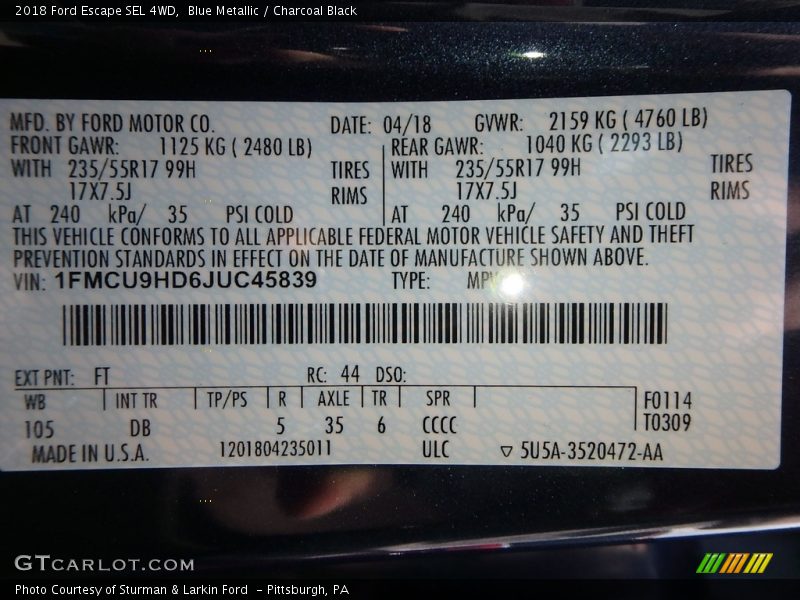 2018 Ford Escape SEL 4WD, Blue Metallic / Charcoal Black
MFD. BY FORD MOTOR CO. DATE: 04/18 GVWR: 2159 KG ( 4760 LB)
FRONT GAWR: 1125 KG ( 2480 LB) REAR GAWR: 1040 KG ( 2293 LB)
WITH 235/55R17 99H TIRES WITH 235/55R17 99H TIRES
17X7.5J RIMS 17X7.5J RIMS
AT 240 kPa/ 35 PSI COLD AT 240 kPa/ 35 PSI COLD
THIS VEHICLE CONFORMS TO ALL APPLICABLE FEDERAL MOTOR VEHICLE SAFETY AND THEFT
PREVENTION STANDARDS IN EFFECT ON THE DATE OF MANUFACTURE SHOWN ABOVE.
VIN: 1FMCU9HD6JUC45839 TYPE: MPV
EXT PNT: FT RC: 44 DSO:
WB INT TR TP/PS R AXLE TR SPR F0114
105 DB 5 35 6 CCCC T0309
MADE IN U.S.A. 1201804235011 ULC ▽ 5U5A-3520472-AA
GTCARLOT.COM
Photo Courtesy of Sturman & Larkin Ford - Pittsburgh, PA